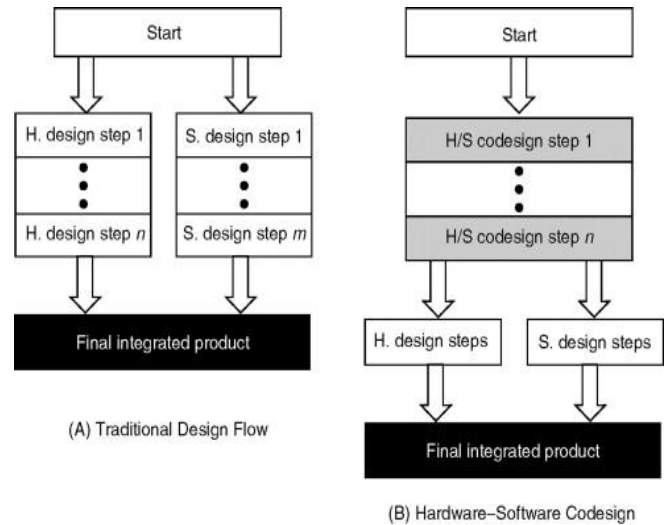 Start
H. design step 1
S. design step 1
H. design step n
S. design step m
Final integrated product
(A) Traditional Design Flow
Start
H/S codesign step 1
H/S codesign step n
H. design steps
S. design steps
Final integrated product
(B) Hardware–Software Codesign